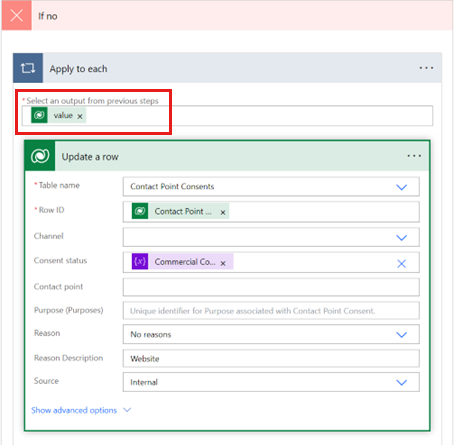 If no
Apply to each
* Select an output from previous steps
value
Update a row
* Table name
Contact Point Consents
* Row ID
Contact Point ...
Channel
Consent status
Commercial Co...
Contact point
Purpose (Purposes)
Unique identifier for Purpose associated with Contact Point Consent.
Reason
No reasons
Reason Description
Website
Source
Internal
Show advanced options